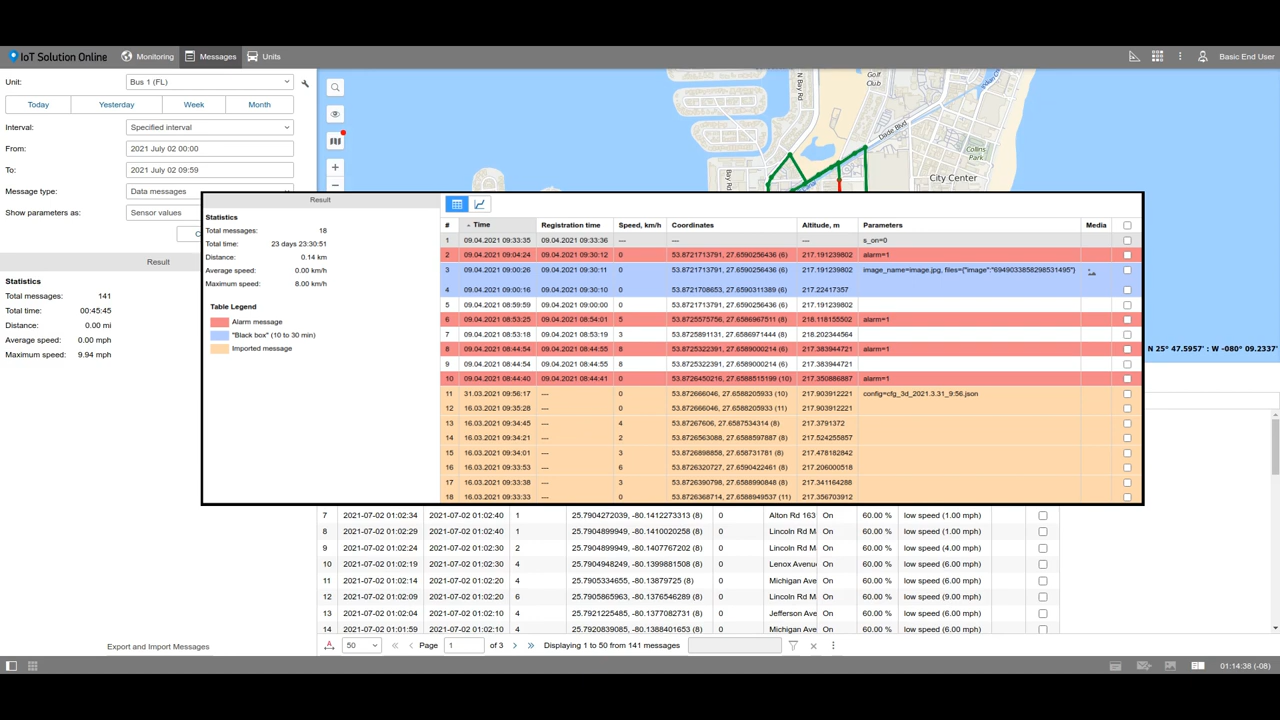 IoT Solution Online Monitoring Messages Units Basic End User
Unit: Bus 1 (FL)
Today Yesterday Week Month
Interval: Specified interval
From: 2021 July 02 00:00
To: 2021 July 02 09:59
Message type: Data messages
Show parameters as: Sensor values
Result
Statistics
Total messages: 141
Total time: 00:45:45
Distance: 0.00 mi
Average speed: 0.00 mph
Maximum speed: 9.94 mph
Export and Import Messages
N Bay Rd
Golf
Club
Dade Blvd
Collins
Park
City Center
Bay Rd
N 25° 47.5957' : W -080° 09.2337'
Result
Statistics
Total messages: 18
Total time: 23 days 23:30:51
Distance: 0.14 km
Average speed: 0.00 km/h
Maximum speed: 8.00 km/h
Table Legend
Alarm message
"Black box" (10 to 30 min)
Imported message
# Time Registration time Speed, km/h Coordinates Altitude, m Parameters Media
1 09.04.2021 09:33:35 09.04.2021 09:33:36 --- --- --- s_on=0
2 09.04.2021 09:04:24 09.04.2021 09:30:12 0 53.8721713791, 27.6590256436 (6) 217.191239802 alarm=1
3 09.04.2021 09:00:26 09.04.2021 09:30:11 0 53.8721713791, 27.6590256436 (6) 217.191239802 image_name=image.jpg, files={"image":"6949033858298531495"}
4 09.04.2021 09:00:16 09.04.2021 09:30:10 0 53.8721708653, 27.6590311389 (6) 217.22417357
5 09.04.2021 08:59:59 09.04.2021 09:00:00 0 53.8721713791, 27.6590256436 (6) 217.191239802
6 09.04.2021 08:53:25 09.04.2021 08:54:01 5 53.8725575756, 27.6586967511 (8) 218.118155502 alarm=1
7 09.04.2021 08:53:18 09.04.2021 08:53:19 3 53.8725891131, 27.6586971444 (8) 218.202344564
8 09.04.2021 08:44:54 09.04.2021 08:44:55 8 53.8725322391, 27.6589000214 (6) 217.383944721 alarm=1
9 09.04.2021 08:44:54 09.04.2021 08:44:55 8 53.8725322391, 27.6589000214 (6) 217.383944721
10 09.04.2021 08:44:40 09.04.2021 08:44:41 0 53.8726450216, 27.6588515199 (10) 217.350886887 alarm=1
11 31.03.2021 09:56:17 --- 0 53.872666046, 27.6588205933 (10) 217.903912221 config=cfg_3d_2021.3.31_9:56.json
12 16.03.2021 09:35:28 --- 0 53.872666046, 27.6588205933 (11) 217.903912221
13 16.03.2021 09:34:45 --- 4 53.87267606, 27.6587534314 (8) 217.3791372
14 16.03.2021 09:34:21 --- 2 53.8726563088, 27.6588597887 (8) 217.524255857
15 16.03.2021 09:34:01 --- 3 53.8726898858, 27.658731781 (8) 217.478182842
16 16.03.2021 09:33:53 --- 6 53.8726320727, 27.6590422461 (8) 217.206000518
17 16.03.2021 09:33:38 --- 3 53.8726390798, 27.6588990848 (8) 217.341164288
18 16.03.2021 09:33:33 --- 0 53.8726368714, 27.6588949537 (11) 217.356703912
7 2021-07-02 01:02:34 2021-07-02 01:02:40 1 25.7904272039, -80.1412273313 (8) 0 Alton Rd 163 On 60.00 % low speed (1.00 mph)
8 2021-07-02 01:02:29 2021-07-02 01:02:40 1 25.7904899949, -80.1410020258 (8) 0 Lincoln Rd M On 60.00 % low speed (1.00 mph)
9 2021-07-02 01:02:24 2021-07-02 01:02:30 2 25.7904899949, -80.1407767202 (8) 0 Lincoln Rd M On 60.00 % low speed (4.00 mph)
10 2021-07-02 01:02:19 2021-07-02 01:02:30 4 25.7904948249, -80.1391560000 (8) 0 Lenox Avenu On 60.00 % low speed (6.00 mph)
11 2021-07-02 01:02:14 2021-07-02 01:02:20 4 25.7905334655, -80.13879725 (8) 0 Michigan Ave On 60.00 % low speed (6.00 mph)
12 2021-07-02 01:02:09 2021-07-02 01:02:20 6 25.7905865963, -80.1376546289 (8) 0 Lincoln Rd M On 60.00 % low speed (9.00 mph)
13 2021-07-02 01:02:04 2021-07-02 01:02:10 4 25.7921225485, -80.1377082731 (8) 0 Jefferson Ave On 60.00 % low speed (6.00 mph)
14 2021-07-02 01:01:59 2021-07-02 01:02:10 4 25.7920839085, -80.1388401653 (8) 0 Michigan Ave On 60.00 % low speed (6.00 mph)
50 Page 1 of 3 Displaying 1 to 50 from 141 messages
01:14:38 (-08)